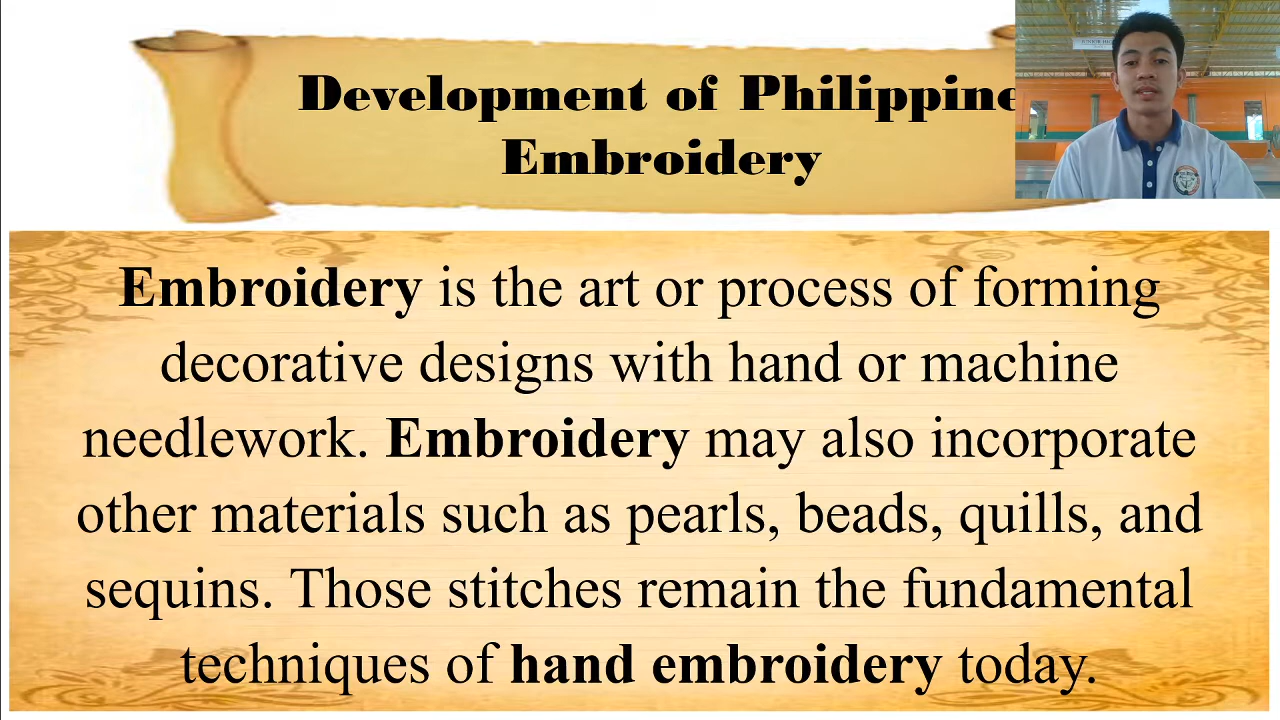 Development of Philippine
Embroidery
Embroidery is the art or process of forming
decorative designs with hand or machine
needlework. Embroidery may also incorporate
other materials such as pearls, beads, quills, and
sequins. Those stitches remain the fundamental
techniques of hand embroidery today.